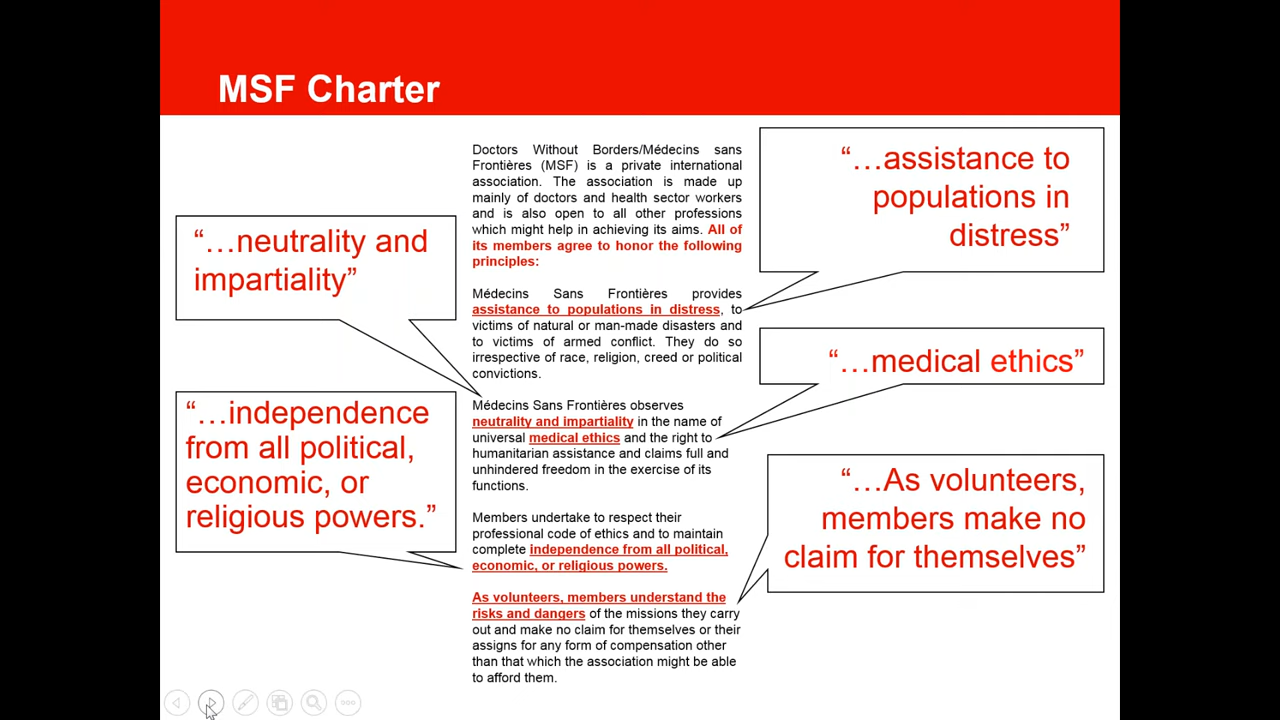 MSF Charter
Doctors Without Borders/Médecins sans
Frontières (MSF) is a private international
association. The association is made up
mainly of doctors and health sector workers
and is also open to all other professions
which might help in achieving its aims. All of
its members agree to honor the following
principles:
Médecins Sans Frontières provides
assistance to populations in distress, to
victims of natural or man-made disasters and
to victims of armed conflict. They do so
irrespective of race, religion, creed or political
convictions.
Médecins Sans Frontières observes
neutrality and impartiality in the name of
universal medical ethics and the right to
humanitarian assistance and claims full and
unhindered freedom in the exercise of its
functions.
Members undertake to respect their
professional code of ethics and to maintain
complete independence from all political,
economic, or religious powers.
As volunteers, members understand the
risks and dangers of the missions they carry
out and make no claim for themselves or their
assigns for any form of compensation other
than that which the association might be able
to afford them.
“…neutrality and
impartiality”
“…independence
from all political,
economic, or
religious powers.”
“…assistance to
populations in
distress”
“…medical ethics”
“…As volunteers,
members make no
claim for themselves”